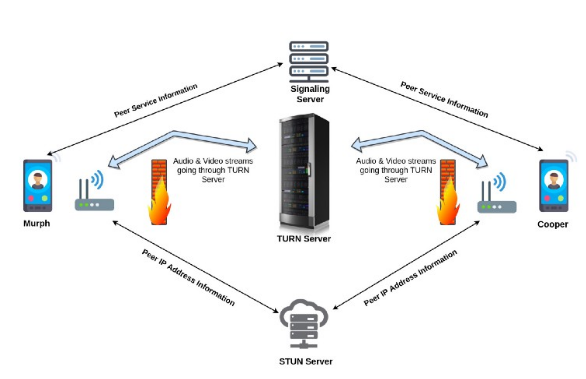 Signaling
Server
Peer Service Information
Peer Service Information
Audio & Video streams
going through TURN
Server
Audio & Video streams
going through TURN
Server
Murph
TURN Server
Cooper
Peer IP Address Information
Peer IP Address Information
STUN Server